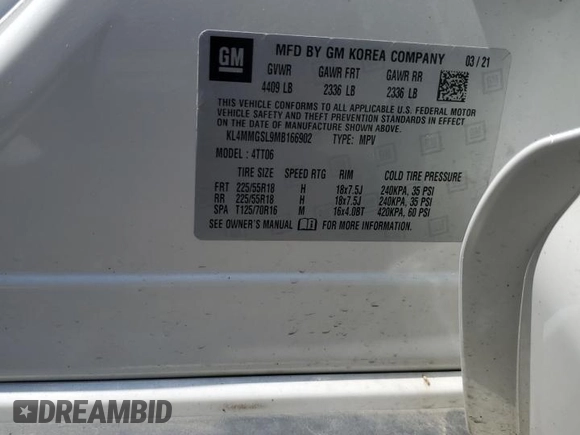 GM
MFD BY GM KOREA COMPANY 03/21
GVWR GAWR FRT GAWR RR
4409 LB 2336 LB 2336 LB
THIS VEHICLE CONFORMS TO ALL APPLICABLE U.S. FEDERAL MOTOR
VEHICLE SAFETY AND THEFT PREVENTION STANDARDS IN EFFECT ON
THE DATE OF MANUFACTURE SHOWN ABOVE.
KL4MMGSL9MB166902 TYPE: MPV
MODEL: 4TT06
TIRE SIZE SPEED RTG RIM COLD TIRE PRESSURE
FRT 225/55R18 H 18x7.5J 240KPA, 35 PSI
RR 225/55R18 H 18x7.5J 240KPA, 35 PSI
SPA T125/70R16 M 16x4.0BT 420KPA, 60 PSI
SEE OWNER'S MANUAL FOR MORE INFORMATION.
DREAMBID